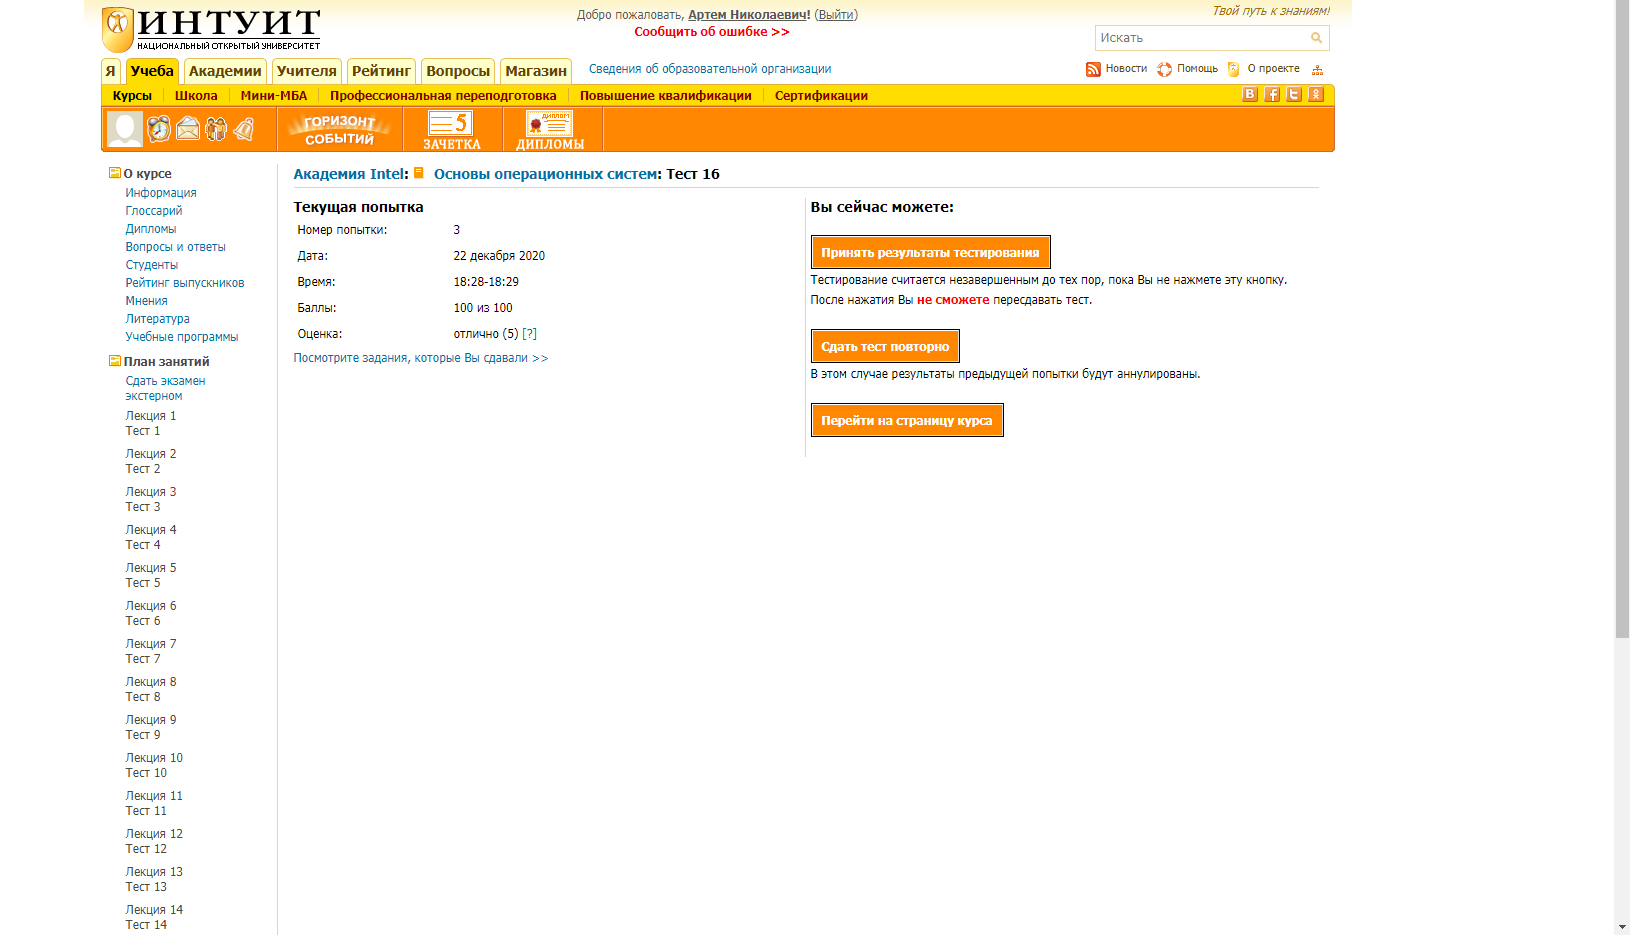 ИНТУИТ
НАЦИОНАЛЬНЫЙ ОТКРЫТЫЙ УНИВЕРСИТЕТ
Добро пожаловать, Артем Николаевич! (Выйти)
Сообщить об ошибке >>
Твой путь к знаниям!
Искать
Я Учеба Академии Учителя Рейтинг Вопросы Магазин Сведения об образовательной организации
Новости Помощь О проекте
Курсы Школа Мини-МБА Профессиональная переподготовка Повышение квалификации Сертификации
ГОРИЗОНТ
СОБЫТИЙ
5
ЗАЧЕТКА
ДИПЛОМ
ДИПЛОМЫ
О курсе
Информация
Глоссарий
Дипломы
Вопросы и ответы
Студенты
Рейтинг выпускников
Мнения
Литература
Учебные программы
План занятий
Сдать экзамен
экстерном
Лекция 1
Тест 1
Лекция 2
Тест 2
Лекция 3
Тест 3
Лекция 4
Тест 4
Лекция 5
Тест 5
Лекция 6
Тест 6
Лекция 7
Тест 7
Лекция 8
Тест 8
Лекция 9
Тест 9
Лекция 10
Тест 10
Лекция 11
Тест 11
Лекция 12
Тест 12
Лекция 13
Тест 13
Лекция 14
Тест 14
Академия Intel: Основы операционных систем: Тест 16
Текущая попытка
Номер попытки: 3
Дата: 22 декабря 2020
Время: 18:28-18:29
Баллы: 100 из 100
Оценка: отлично (5) [?]
Посмотрите задания, которые Вы сдавали >>
Вы сейчас можете:
Принять результаты тестирования
Тестирование считается незавершенным до тех пор, пока Вы не нажмете эту кнопку.
После нажатия Вы не сможете пересдавать тест.
Сдать тест повторно
В этом случае результаты предыдущей попытки будут аннулированы.
Перейти на страницу курса